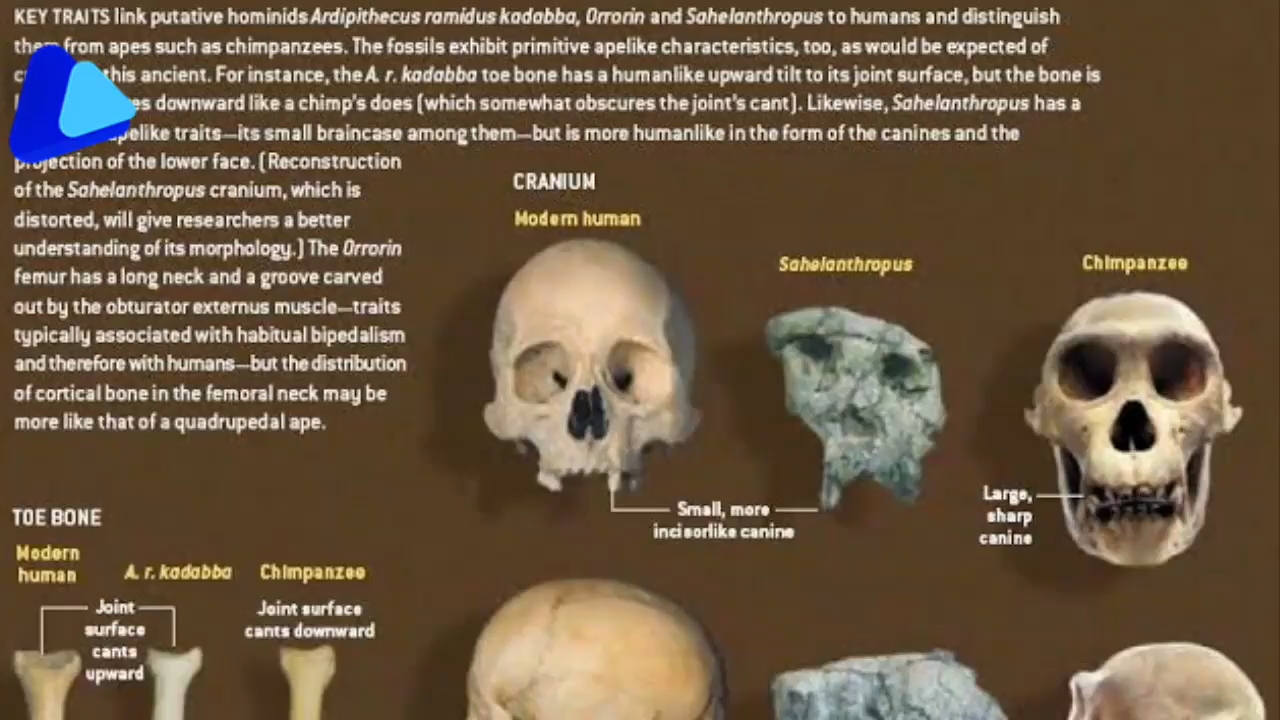 KEY TRAITS link putative hominids Ardipithecus ramidus kadabba, Orrorin and Sahelanthropus to humans and distinguish
them from apes such as chimpanzees. The fossils exhibit primitive apelike characteristics, too, as would be expected of
this ancient. For instance, the A. r. kadabba toe bone has a humanlike upward tilt to its joint surface, but the bone is
downward like a chimp's does (which somewhat obscures the joint's cant). Likewise, Sahelanthropus has a
apelike traits—its small braincase among them—but is more humanlike in the form of the canines and the
projection of the lower face. (Reconstruction
of the Sahelanthropus cranium, which is
distorted, will give researchers a better
understanding of its morphology.) The Orrorin
femur has a long neck and a groove carved
out by the obturator externus muscle—traits
typically associated with habitual bipedalism
and therefore with humans—but the distribution
of cortical bone in the femoral neck may be
more like that of a quadrupedal ape.
CRANIUM
Modern human
Sahelanthropus
Chimpanzee
Small, more
incisorlike canine
Large,
sharp
canine
TOE BONE
Modern
human
A. r. kadabba
Chimpanzee
Joint
surface
cants
upward
Joint surface
cants downward